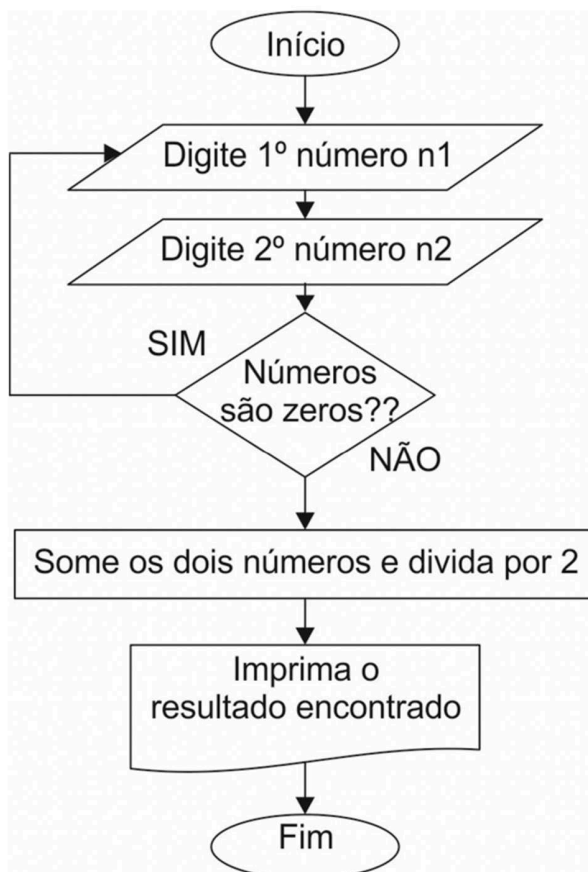 Início
Digite 1º número n1
Digite 2º número n2
SIM
Números
são zeros??
NÃO
Some os dois números e divida por 2
Imprima o
resultado encontrado
Fim